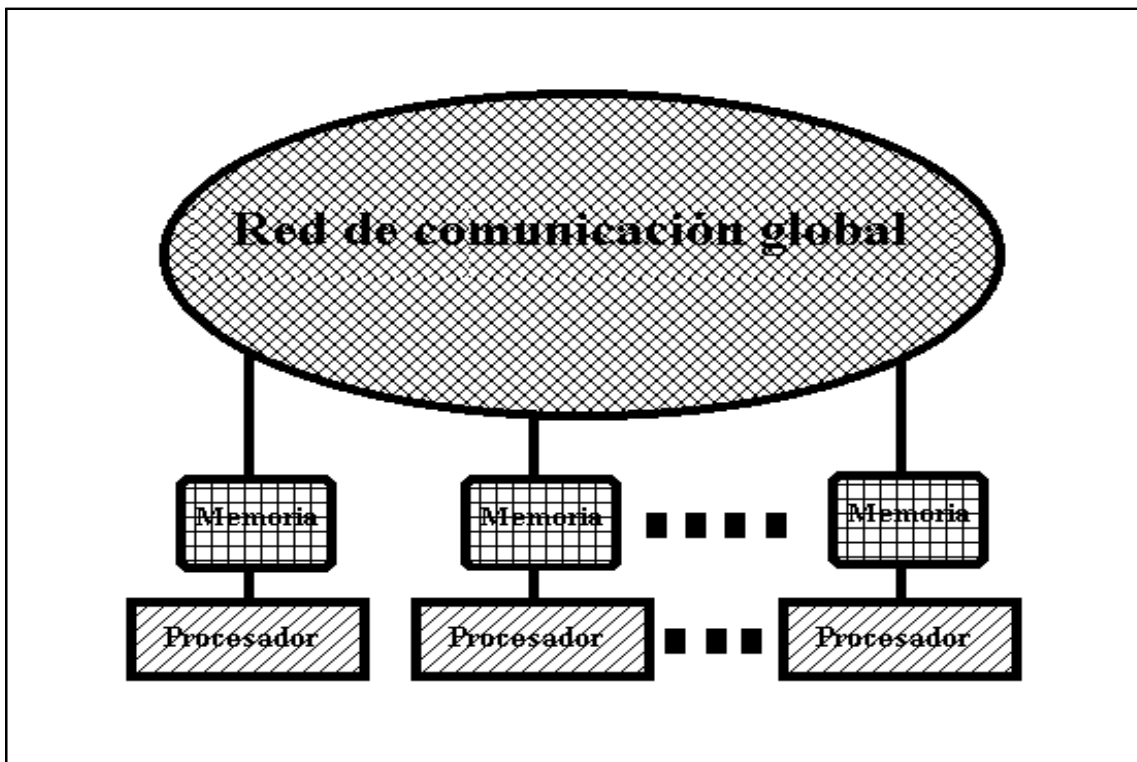 Red de comunicación global
Memoria
Memoria
Memoria
Procesador
Procesador
Procesador